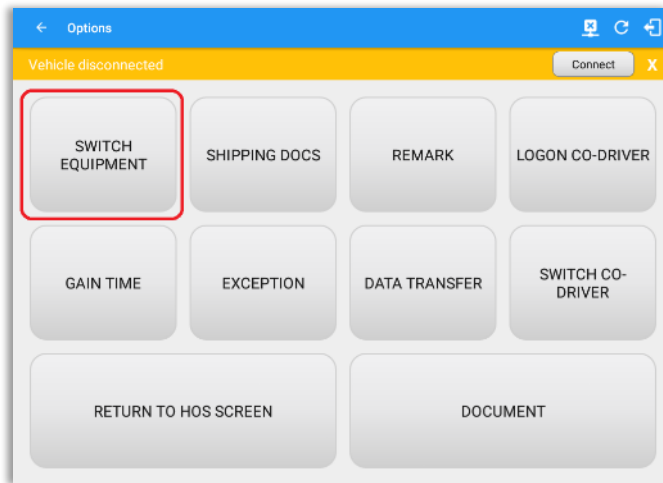 Options
Vehicle disconnected
Connect
X
SWITCH
EQUIPMENT
SHIPPING DOCS
REMARK
LOGON CO-DRIVER
GAIN TIME
EXCEPTION
DATA TRANSFER
SWITCH CO-
DRIVER
RETURN TO HOS SCREEN
DOCUMENT